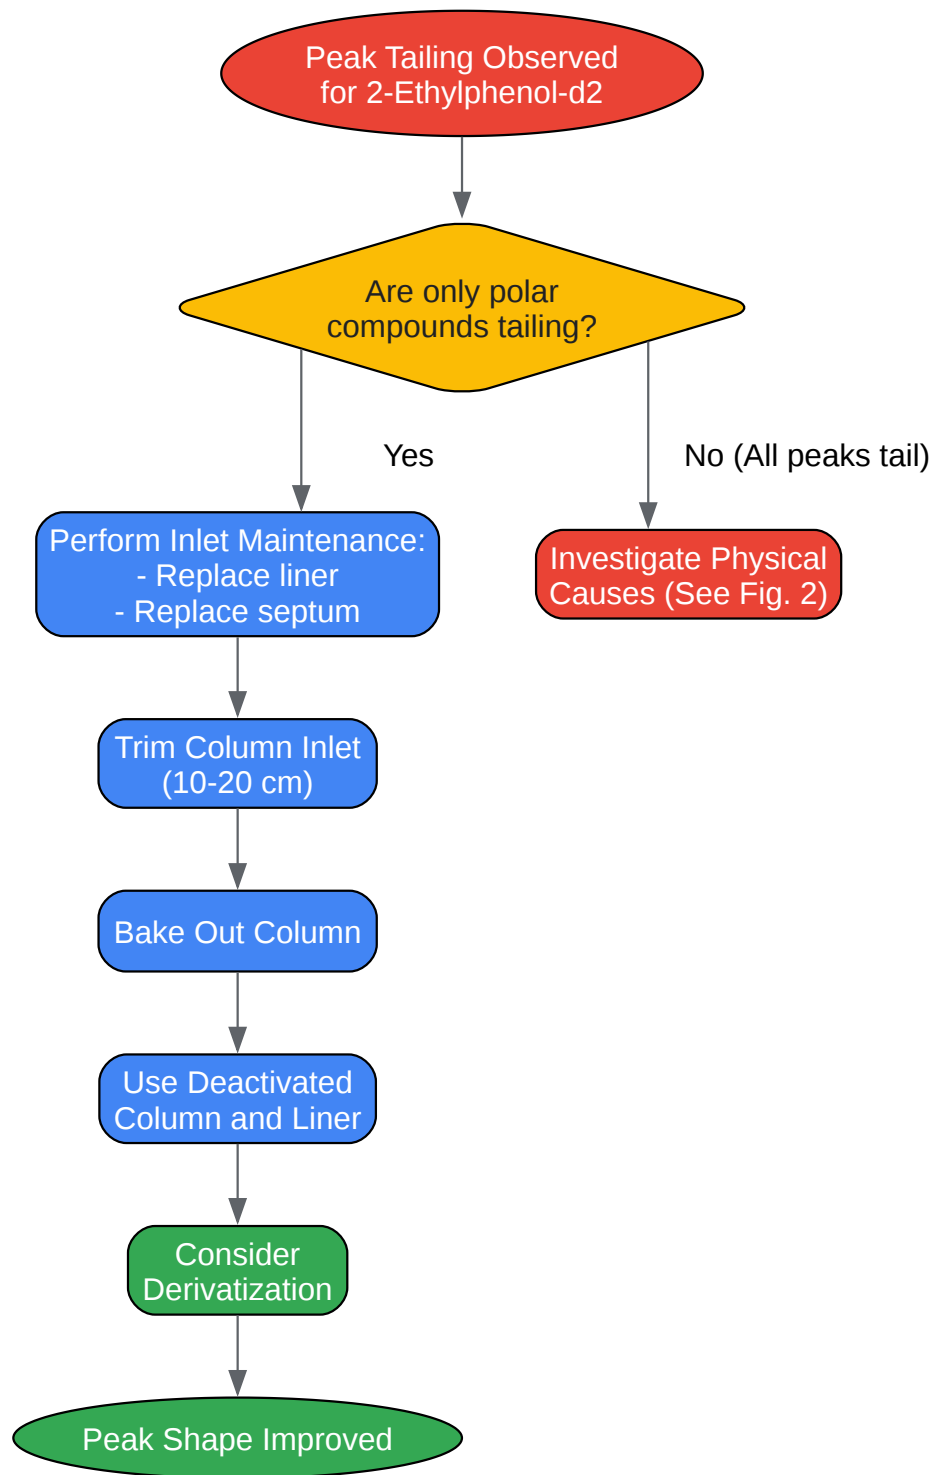 Peak Tailing Observed
for 2-Ethylphenol-d2
Are only polar
compounds tailing?
Yes
No (All peaks tail)
Perform Inlet Maintenance:
- Replace liner
- Replace septum
Investigate Physical
Causes (See Fig. 2)
Trim Column Inlet
(10-20 cm)
Bake Out Column
Use Deactivated
Column and Liner
Consider
Derivatization
Peak Shape Improved